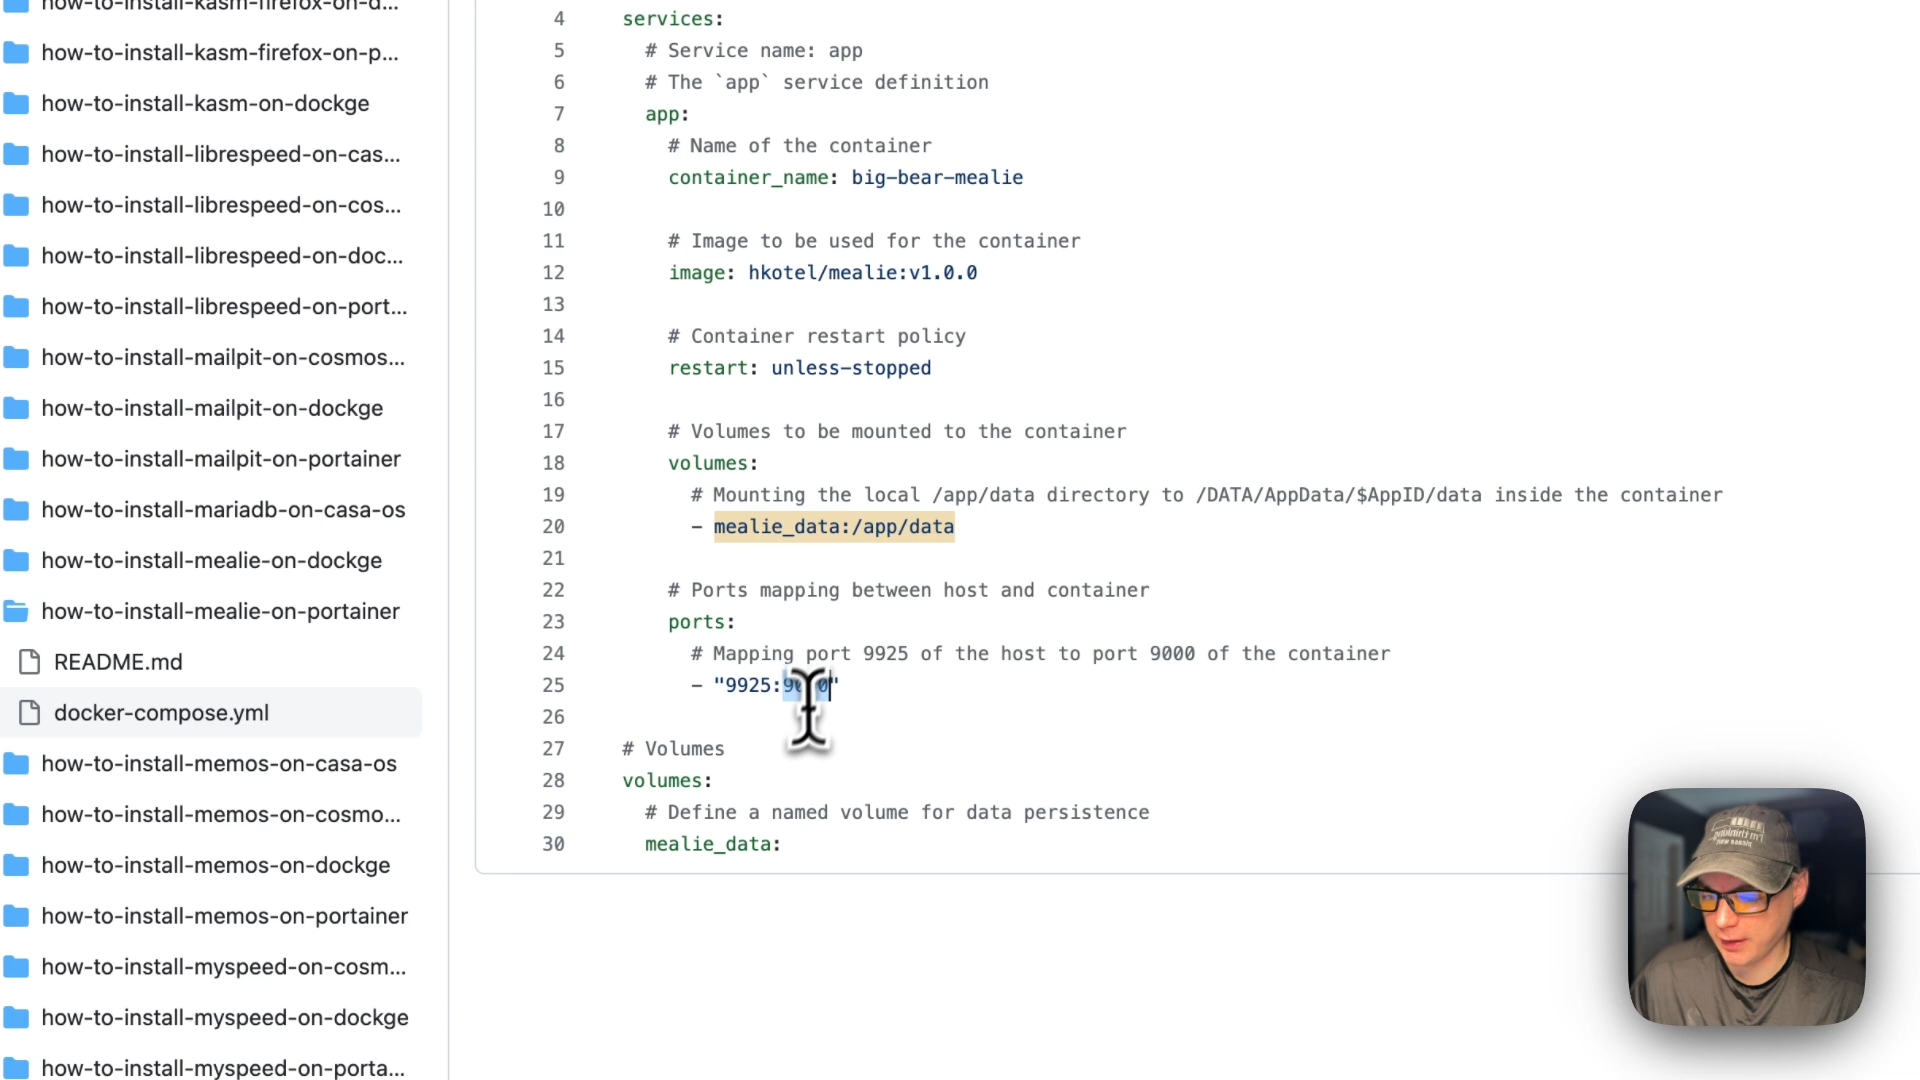 how-to-install-kasm-firefox-on-d...
how-to-install-kasm-firefox-on-p...
how-to-install-kasm-on-dockge
how-to-install-librespeed-on-cas...
how-to-install-librespeed-on-cos...
how-to-install-librespeed-on-doc...
how-to-install-librespeed-on-port...
how-to-install-mailpit-on-cosmos...
how-to-install-mailpit-on-dockge
how-to-install-mailpit-on-portainer
how-to-install-mariadb-on-casa-os
how-to-install-mealie-on-dockge
how-to-install-mealie-on-portainer
README.md
docker-compose.yml
how-to-install-memos-on-casa-os
how-to-install-memos-on-cosmo...
how-to-install-memos-on-dockge
how-to-install-memos-on-portainer
how-to-install-myspeed-on-cosm...
how-to-install-myspeed-on-dockge
how-to-install-myspeed-on-porta...
4 services:
5 # Service name: app
6 # The `app` service definition
7 app:
8 # Name of the container
9 container_name: big-bear-mealie
10
11 # Image to be used for the container
12 image: hkotel/mealie:v1.0.0
13
14 # Container restart policy
15 restart: unless-stopped
16
17 # Volumes to be mounted to the container
18 volumes:
19 # Mounting the local /app/data directory to /DATA/AppData/$AppID/data inside the container
20 - mealie_data:/app/data
21
22 # Ports mapping between host and container
23 ports:
24 # Mapping port 9925 of the host to port 9000 of the container
25 - "9925:9000"
26
27 # Volumes
28 volumes:
29 # Define a named volume for data persistence
30 mealie_data: